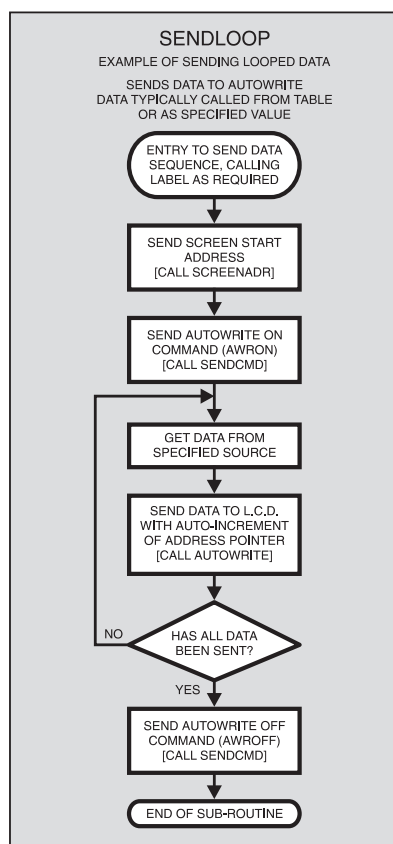 SENDLOOP
EXAMPLE OF SENDING LOOPED DATA
SENDS DATA TO AUTOWRITE
DATA TYPICALLY CALLED FROM TABLE
OR AS SPECIFIED VALUE
ENTRY TO SEND DATA
SEQUENCE, CALLING
LABEL AS REQUIRED
SEND SCREEN START
ADDRESS
[CALL SCREENADR]
SEND AUTOWRITE ON
COMMAND (AWRON)
[CALL SENDCMD]
GET DATA FROM
SPECIFIED SOURCE
SEND DATA TO L.C.D.
WITH AUTO-INCREMENT
OF ADDRESS POINTER
[CALL AUTOWRITE]
NO
HAS ALL DATA
BEEN SENT?
YES
SEND AUTOWRITE OFF
COMMAND (AWROFF)
[CALL SENDCMD]
END OF SUB-ROUTINE